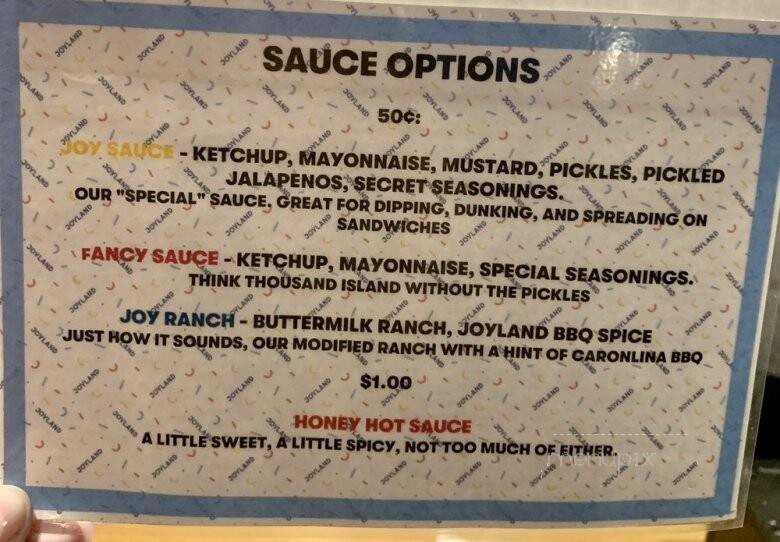 SAUCE OPTIONS
50¢:
JOY SAUCE - KETCHUP, MAYONNAISE, MUSTARD, PICKLES, PICKLED
JALAPENOS, SECRET SEASONINGS.
OUR "SPECIAL" SAUCE, GREAT FOR DIPPING, DUNKING, AND SPREADING ON
SANDWICHES
FANCY SAUCE - KETCHUP, MAYONNAISE, SPECIAL SEASONINGS.
THINK THOUSAND ISLAND WITHOUT THE PICKLES
JOY RANCH - BUTTERMILK RANCH, JOYLAND BBQ SPICE
JUST HOW IT SOUNDS, OUR MODIFIED RANCH WITH A HINT OF CARONLINA BBQ
$1.00
HONEY HOT SAUCE
A LITTLE SWEET, A LITTLE SPICY, NOT TOO MUCH OF EITHER.
menupix
JOYLAND